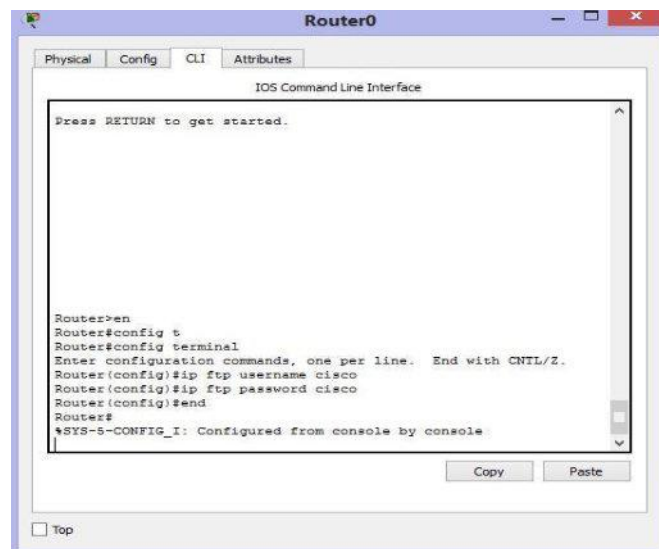 Router0
Physical Config CLI Attributes
IOS Command Line Interface
Press RETURN to get started.
Router>en
Router#config t
Router#config terminal
Enter configuration commands, one per line. End with CNTL/Z.
Router(config)#ip ftp username cisco
Router(config)#ip ftp password cisco
Router(config)#end
Router#
%SYS-5-CONFIG_I: Configured from console by console
Copy Paste
Top